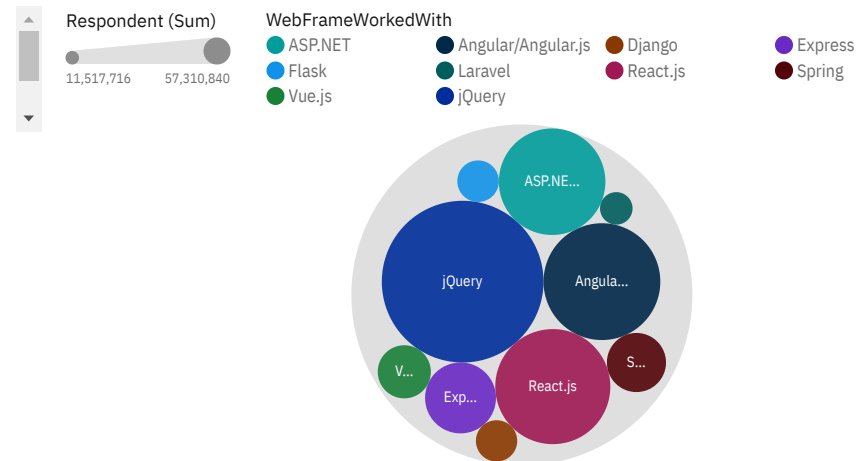 Respondent (Sum)
11,517,716 57,310,840
WebFrameWorkedWith
ASP.NET Angular/Angular.js Django Express
Flask Laravel React.js Spring
Vue.js jQuery
ASP.NE...
jQuery
Angula...
V...
Exp...
React.js
S...